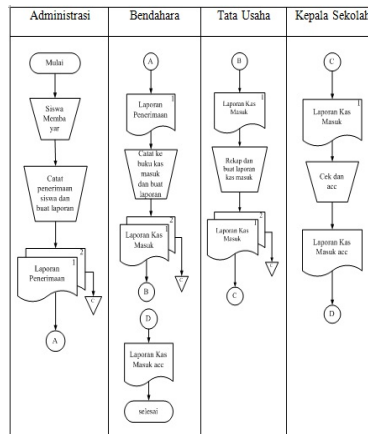 Administrasi
Bendahara
Tata Usaha
Kepala Sekolah
Mulai
Siswa
Memba
yar
Catat
penerimaan
siswa dan
buat laporan
2
1
Laporan
Penerimaan
A
A
1
Laporan
Penerimaan
Catat ke
buku kas
masuk dan
buat laporan
2
1
Laporan Kas
Masuk
B
D
Laporan Kas
Masuk acc
selesai
B
1
Laporan Kas
Masuk
Rekap dan
buat laporan
kas masuk
2
1
Laporan Kas
Masuk
C
C
1
Laporan Kas
Masuk
Cek dan
acc
Laporan Kas
Masuk acc
D